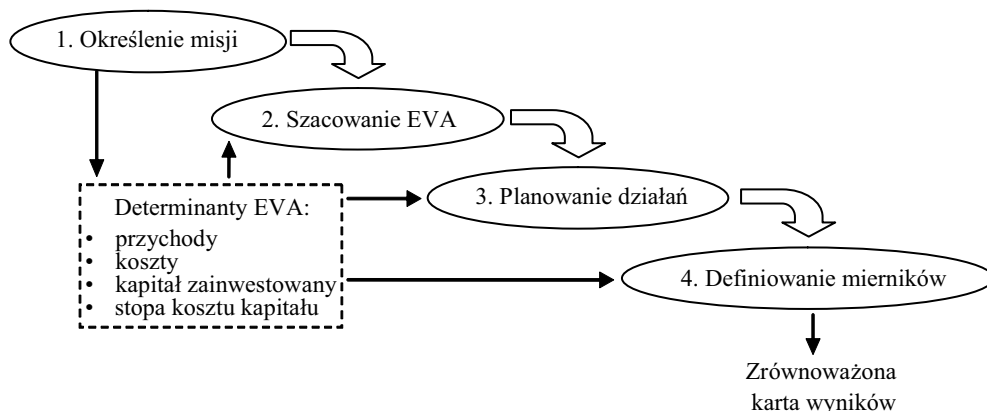 1. Określenie misji
2. Szacowanie EVA
3. Planowanie działań
Determinanty EVA:
• przychody
• koszty
• kapitał zainwestowany
• stopa kosztu kapitału
4. Definiowanie mierników
Zrównoważona
karta wyników